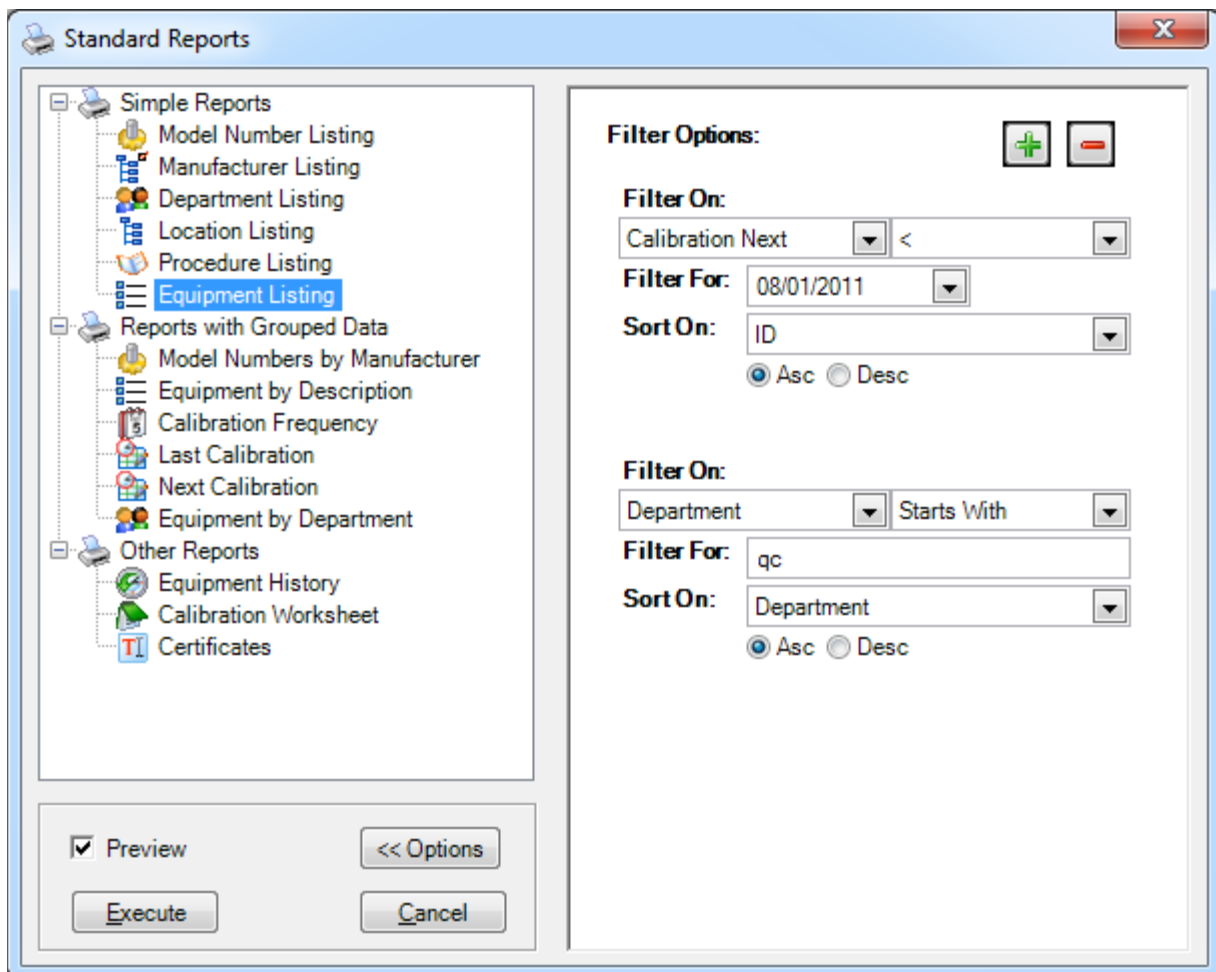 Standard Reports
Simple Reports
Model Number Listing
Manufacturer Listing
Department Listing
Location Listing
Procedure Listing
Equipment Listing
Reports with Grouped Data
Model Numbers by Manufacturer
Equipment by Description
Calibration Frequency
Last Calibration
Next Calibration
Equipment by Department
Other Reports
Equipment History
Calibration Worksheet
Certificates
Preview
<< Options
Execute
Cancel
Filter Options:
Filter On:
Calibration Next <
Filter For: 08/01/2011
Sort On: ID
Asc Desc
Filter On:
Department Starts With
Filter For: qc
Sort On: Department
Asc Desc